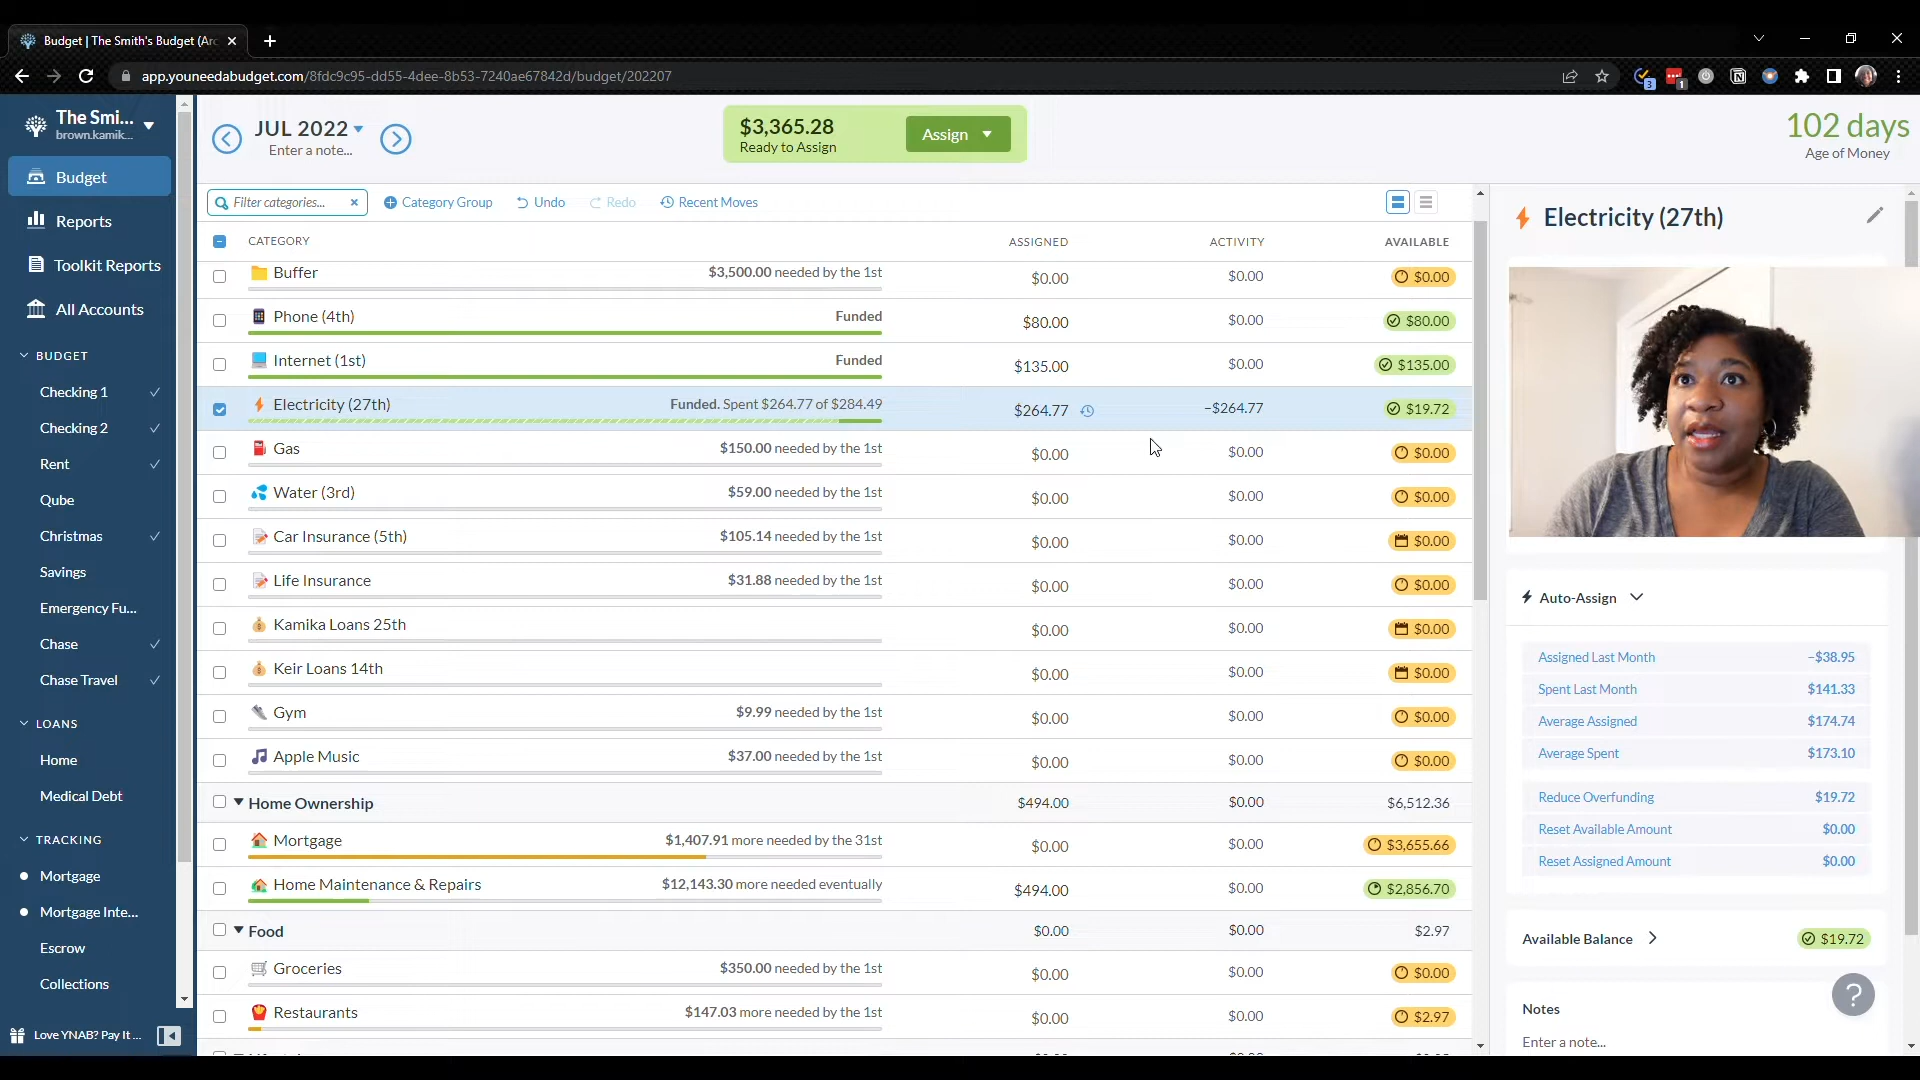 Budget | The Smith's Budget (Arc
app.youneedabudget.com/8fdc9c95-dd55-4dee-8b53-7240ae67842d/budget/202207
3
1
The Smi...
brown.kamik...
Budget
Reports
Toolkit Reports
All Accounts
BUDGET
Checking 1
Checking 2
Rent
Qube
Christmas
Savings
Emergency Fu...
Chase
Chase Travel
LOANS
Home
Medical Debt
TRACKING
Mortgage
Mortgage Inte...
Escrow
Collections
Love YNAB? Pay It ...
JUL 2022
Enter a note...
$3,365.28
Ready to Assign
Assign
102 days
Age of Money
Filter categories...
Category Group
Undo
Redo
Recent Moves
CATEGORY ASSIGNED ACTIVITY AVAILABLE
Buffer $3,500.00 needed by the 1st $0.00 $0.00 $0.00
Phone (4th) Funded $80.00 $0.00 $80.00
Internet (1st) Funded $135.00 $0.00 $135.00
Electricity (27th) Funded. Spent $264.77 of $284.49 $264.77 -$264.77 $19.72
Gas $150.00 needed by the 1st $0.00 $0.00 $0.00
Water (3rd) $59.00 needed by the 1st $0.00 $0.00 $0.00
Car Insurance (5th) $105.14 needed by the 1st $0.00 $0.00 $0.00
Life Insurance $31.88 needed by the 1st $0.00 $0.00 $0.00
Kamika Loans 25th $0.00 $0.00 $0.00
Keir Loans 14th $0.00 $0.00 $0.00
Gym $9.99 needed by the 1st $0.00 $0.00 $0.00
Apple Music $37.00 needed by the 1st $0.00 $0.00 $0.00
Home Ownership $494.00 $0.00 $6,512.36
Mortgage $1,407.91 more needed by the 31st $0.00 $0.00 $3,655.66
Home Maintenance & Repairs $12,143.30 more needed eventually $494.00 $0.00 $2,856.70
Food $0.00 $0.00 $2.97
Groceries $350.00 needed by the 1st $0.00 $0.00 $0.00
Restaurants $147.03 more needed by the 1st $0.00 $0.00 $2.97
Electricity (27th)
Auto-Assign
Assigned Last Month -$38.95
Spent Last Month $141.33
Average Assigned $174.74
Average Spent $173.10
Reduce Overfunding $19.72
Reset Available Amount $0.00
Reset Assigned Amount $0.00
Available Balance $19.72
Notes
Enter a note...
?